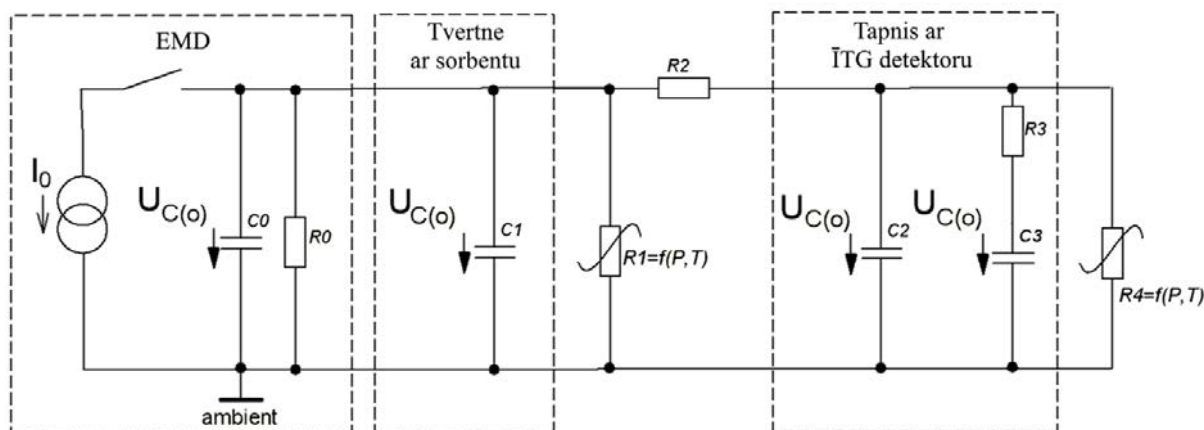 EMD
Tvertne
ar sorbentu
Tapnis ar
ĪTG detektoru
R2
R3
I0
UC(o)
C0
R0
UC(o)
C1
R1=f(P,T)
UC(o)
C2
UC(o)
C3
R4=f(P,T)
ambient